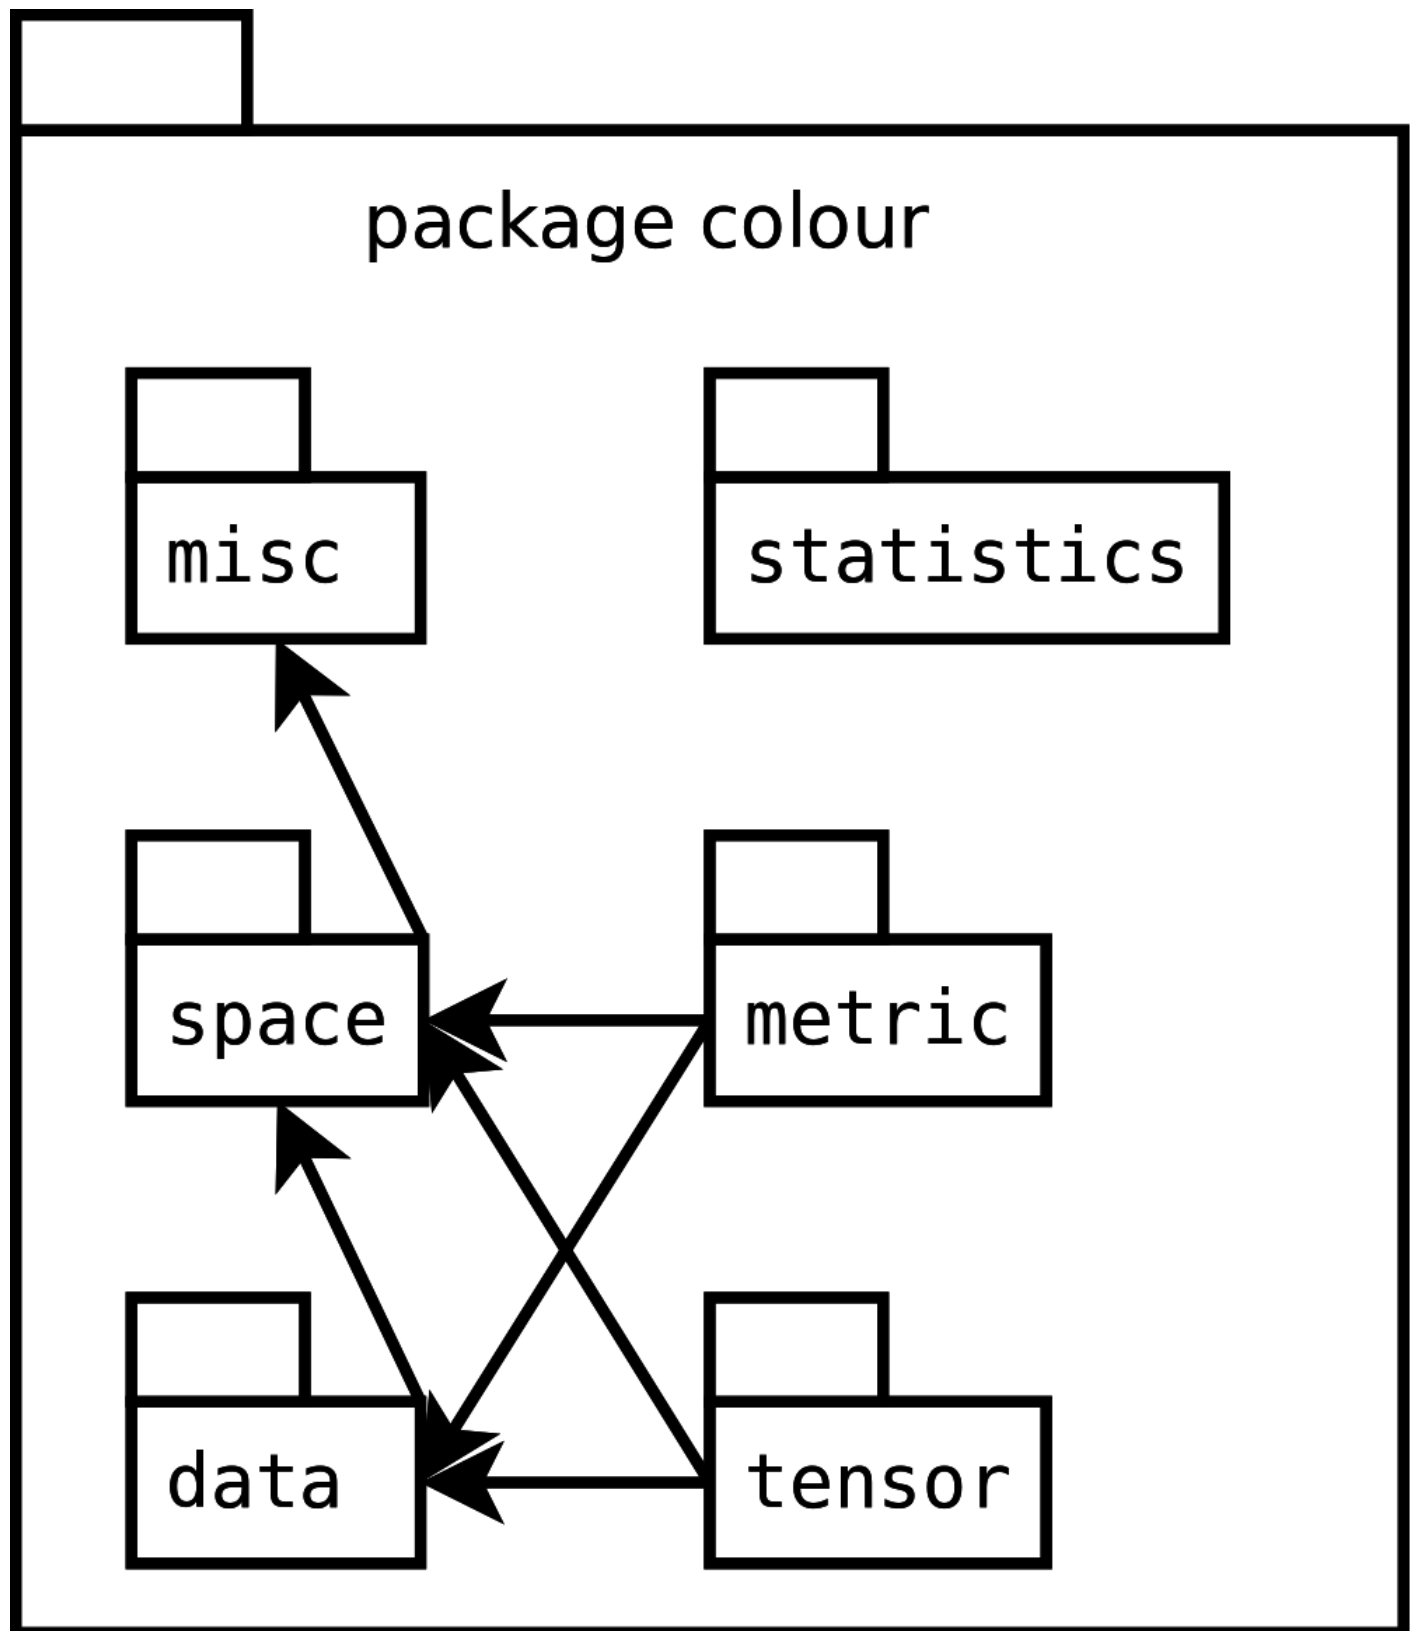 package colour
misc
statistics
space
metric
data
tensor